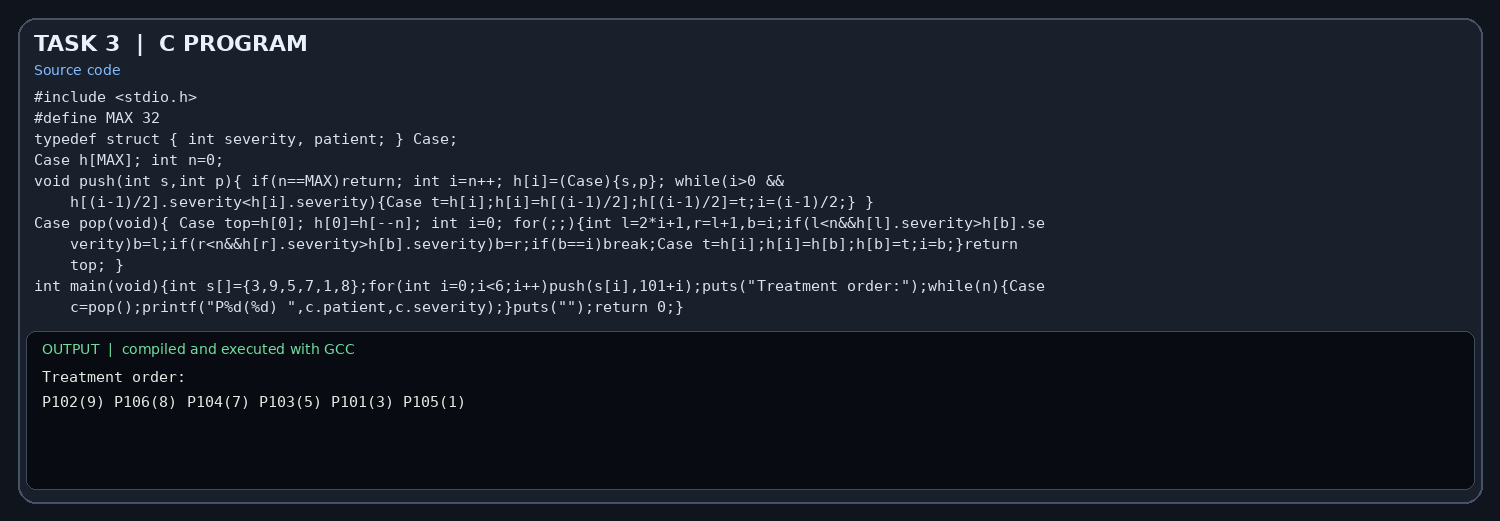 TASK 3 | C PROGRAM
Source code
#include <stdio.h>
#define MAX 32
typedef struct { int severity, patient; } Case;
Case h[MAX]; int n=0;
void push(int s,int p){ if(n==MAX)return; int i=n++; h[i]=(Case){s,p}; while(i>0 &&
    h[(i-1)/2].severity<h[i].severity){Case t=h[i];h[i]=h[(i-1)/2];h[(i-1)/2]=t;i=(i-1)/2;} }
Case pop(void){ Case top=h[0]; h[0]=h[--n]; int i=0; for(;;){int l=2*i+1,r=l+1,b=i;if(l<n&&h[l].severity>h[b].se
    verity)b=l;if(r<n&&h[r].severity>h[b].severity)b=r;if(b==i)break;Case t=h[i];h[i]=h[b];h[b]=t;i=b;}return
    top; }
int main(void){int s[]={3,9,5,7,1,8};for(int i=0;i<6;i++)push(s[i],101+i);puts("Treatment order:");while(n){Case
    c=pop();printf("P%d(%d) ",c.patient,c.severity);}puts("");return 0;}
OUTPUT | compiled and executed with GCC
Treatment order:
P102(9) P106(8) P104(7) P103(5) P101(3) P105(1)